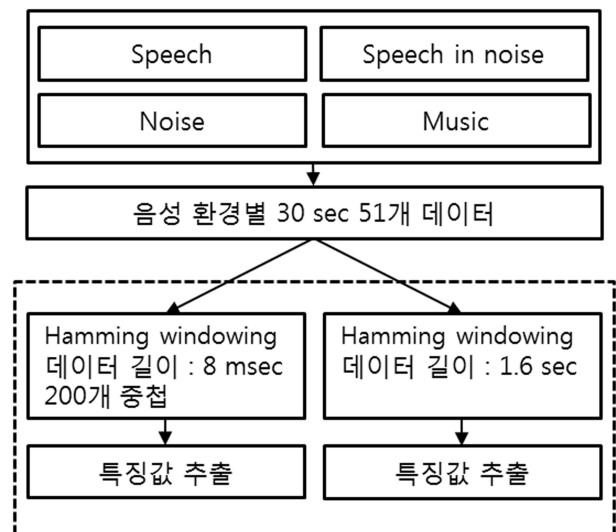 Speech
Speech in noise
Noise
Music
음성 환경별 30 sec 51개 데이터
Hamming windowing
데이터 길이 : 8 msec
200개 중첩
Hamming windowing
데이터 길이 : 1.6 sec
특징값 추출
특징값 추출